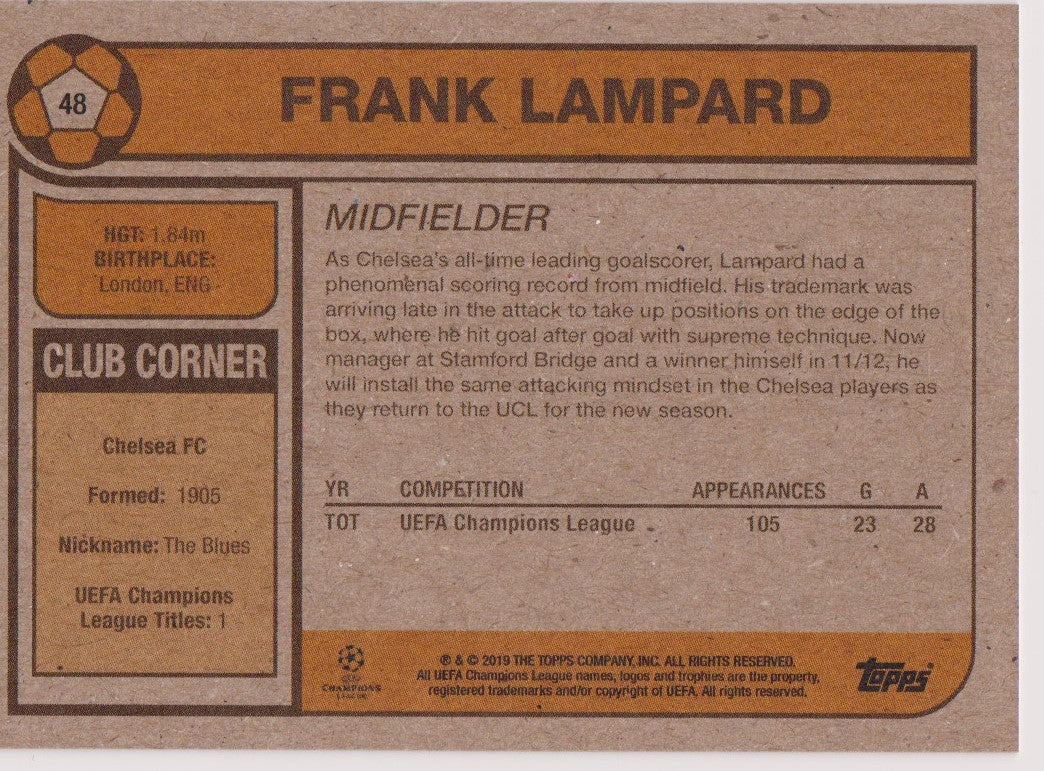 48
FRANK LAMPARD
HGT: 1.84m
BIRTHPLACE:
London, ENG
CLUB CORNER
Chelsea FC
Formed: 1905
Nickname: The Blues
UEFA Champions
League Titles: 1
MIDFIELDER
As Chelsea's all-time leading goalscorer, Lampard had a
phenomenal scoring record from midfield. His trademark was
arriving late in the attack to take up positions on the edge of the
box, where he hit goal after goal with supreme technique. Now
manager at Stamford Bridge and a winner himself in 11/12, he
will install the same attacking mindset in the Chelsea players as
they return to the UCL for the new season.
YR COMPETITION APPEARANCES G A
TOT UEFA Champions League 105 23 28
UEFA
CHAMPIONS
LEAGUE
® & © 2019 THE TOPPS COMPANY, INC. ALL RIGHTS RESERVED.
All UEFA Champions League names, logos and trophies are the property,
registered trademarks and/or copyright of UEFA. All rights reserved.
topps